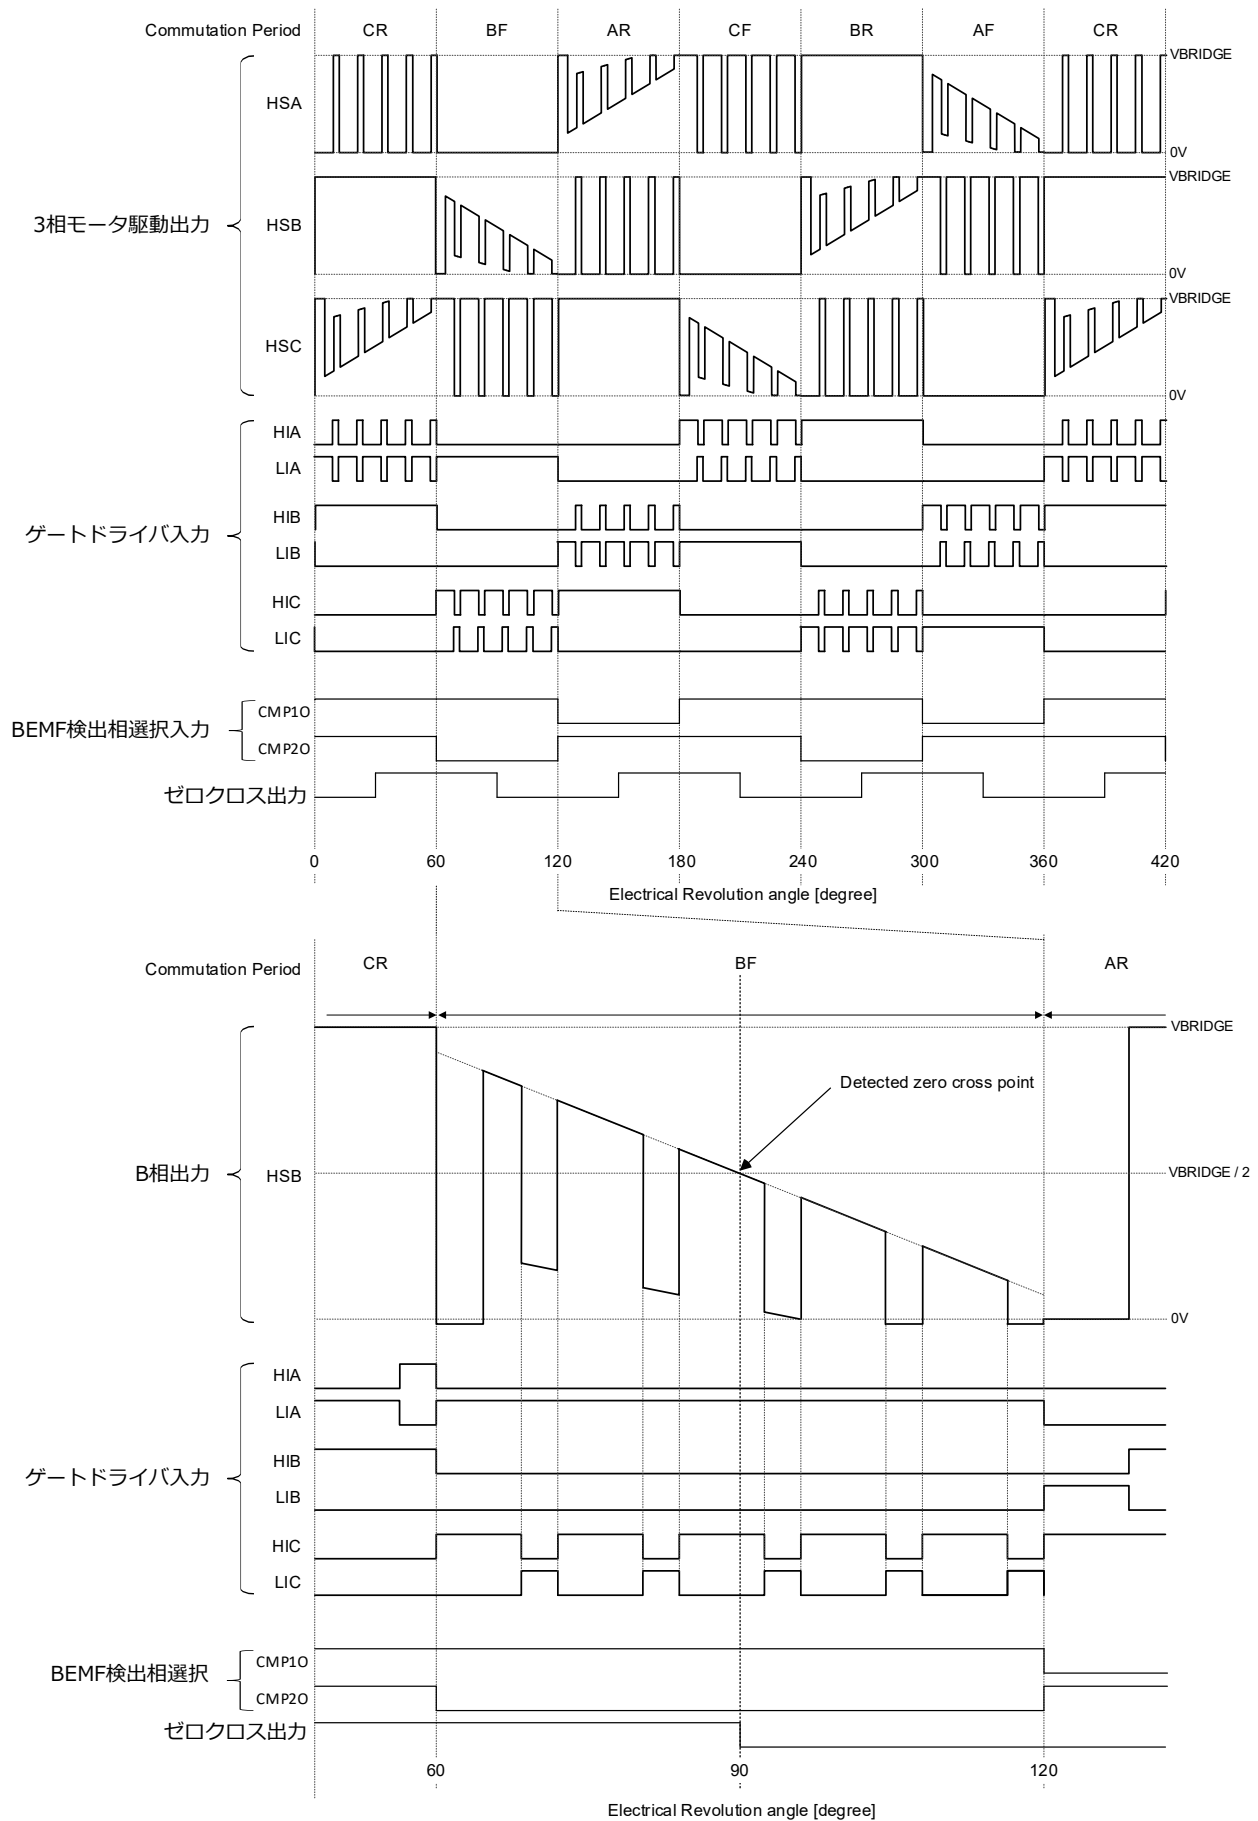 Commutation Period CR BF AR CF BR AF CR
VBRIDGE
HSA
0V
VBRIDGE
3相モータ駆動出力 HSB
0V
VBRIDGE
HSC
0V
HIA
LIA
HIB
ゲートドライバ入力
LIB
HIC
LIC
CMP1O
BEMF検出相選択入力
CMP2O
ゼロクロス出力
0 60 120 180 240 300 360 420
Electrical Revolution angle [degree]
Commutation Period CR BF AR
VBRIDGE
Detected zero cross point
B相出力 HSB VBRIDGE / 2
0V
HIA
LIA
HIB
ゲートドライバ入力
LIB
HIC
LIC
CMP1O
BEMF検出相選択
CMP2O
ゼロクロス出力
60 90 120
Electrical Revolution angle [degree]